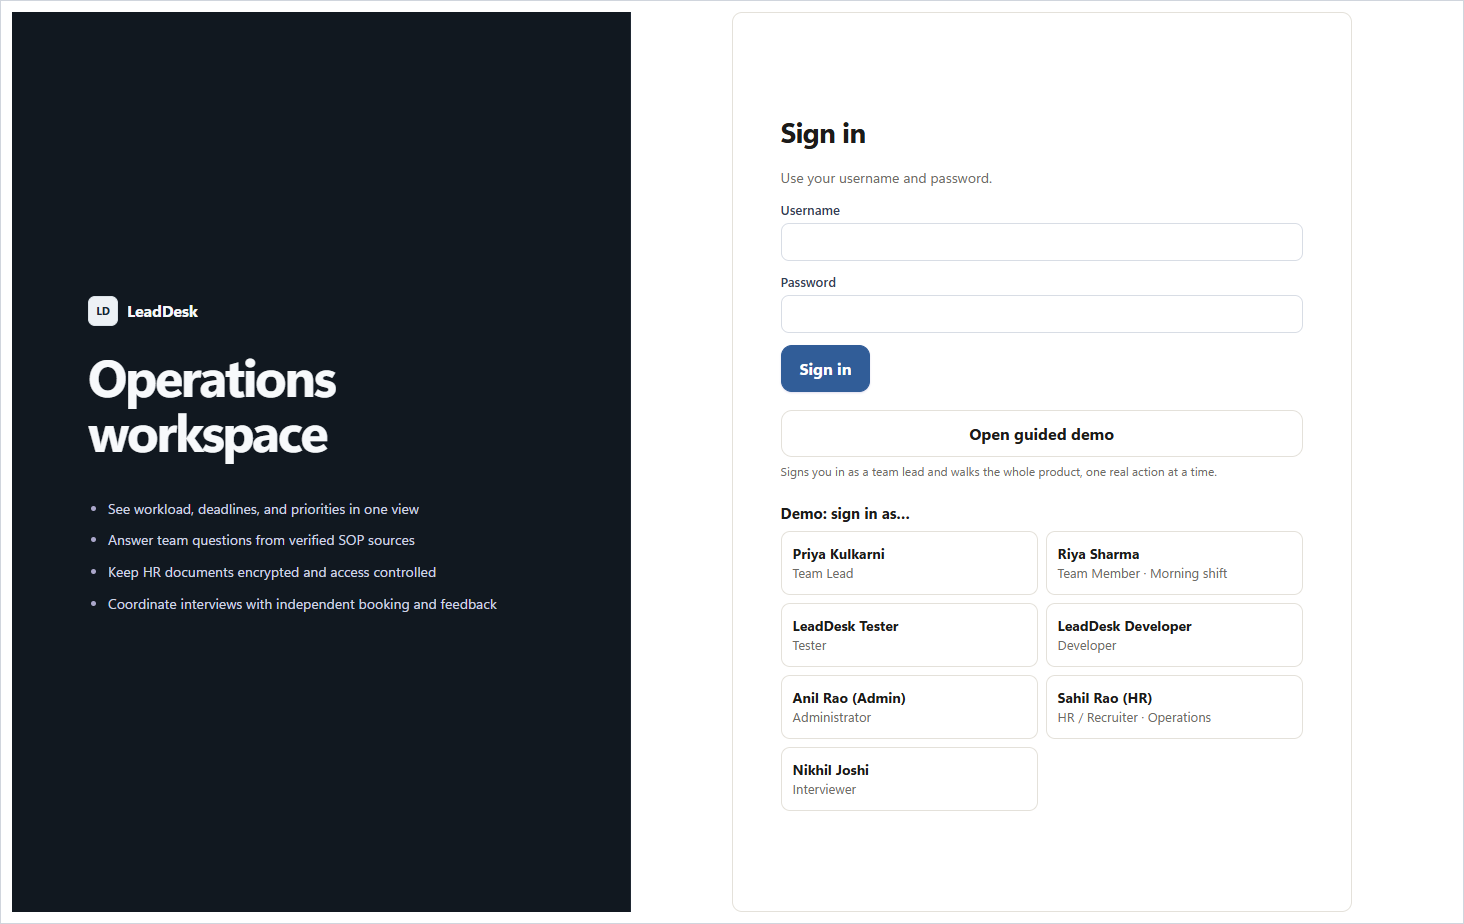 LD LeadDesk
Operations
workspace
See workload, deadlines, and priorities in one view
Answer team questions from verified SOP sources
Keep HR documents encrypted and access controlled
Coordinate interviews with independent booking and feedback
Sign in
Use your username and password.
Username
Password
Sign in
Open guided demo
Signs you in as a team lead and walks the whole product, one real action at a time.
Demo: sign in as...
Priya Kulkarni
Team Lead
Riya Sharma
Team Member · Morning shift
LeadDesk Tester
Tester
LeadDesk Developer
Developer
Anil Rao (Admin)
Administrator
Sahil Rao (HR)
HR / Recruiter · Operations
Nikhil Joshi
Interviewer